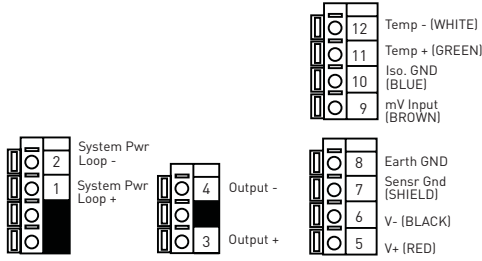 12 Temp - (WHITE)
11 Temp + (GREEN)
10 Iso. GND
(BLUE)
9 mV Input
(BROWN)
2 System Pwr
Loop -
1 System Pwr
Loop +
4 Output -
3 Output +
8 Earth GND
7 Sensr Gnd
(SHIELD)
6 V- (BLACK)
5 V+ (RED)